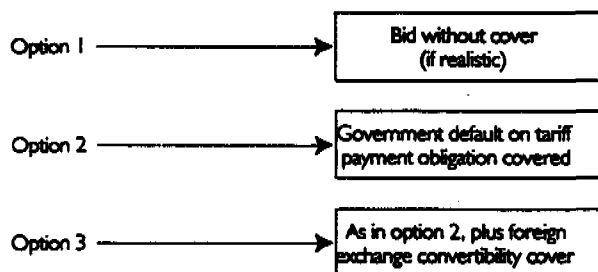 Option 1
Bid without cover
(if realistic)
Option 2
Government default on tariff
payment obligation covered
Option 3
As in option 2, plus foreign
exchange convertibility cover